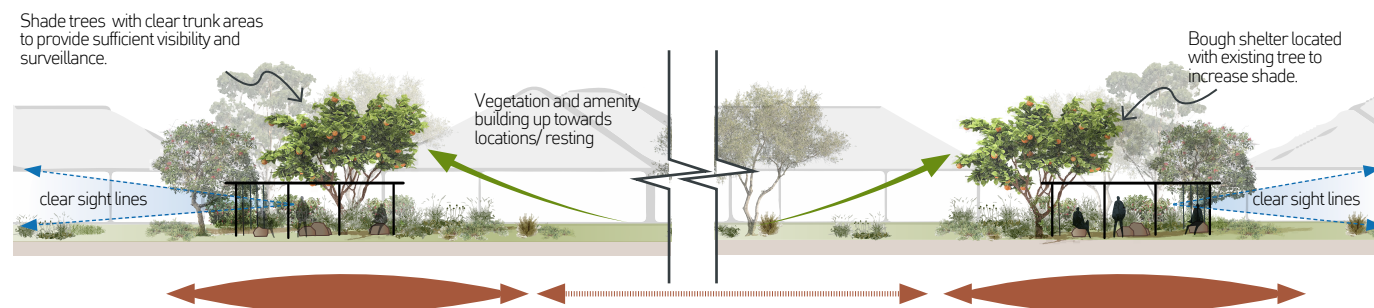 Shade trees with clear trunk areas
to provide sufficient visibility and
surveillance.
Vegetation and amenity
building up towards
locations/ resting
Bough shelter located
with existing tree to
increase shade.
clear sight lines
clear sight lines